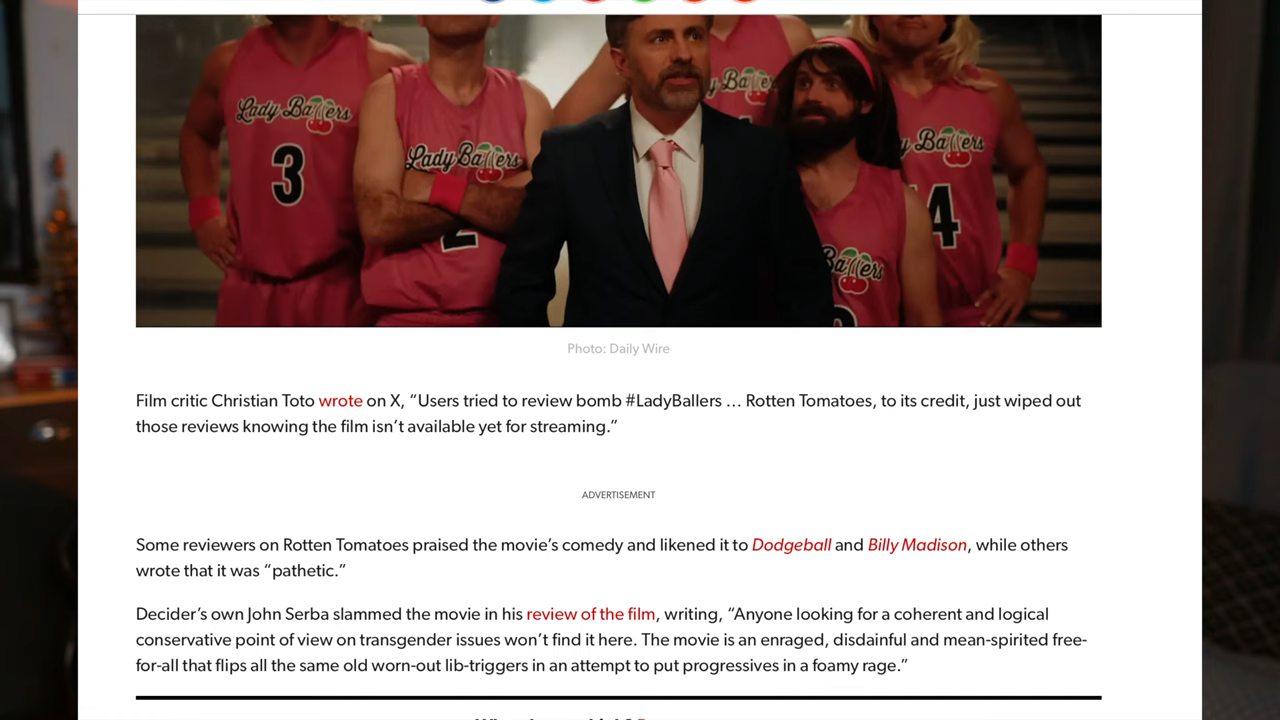 Lady Ballers
3
Lady Ballers
2
y Baller
y Ballers
4
Ballers
Photo: Daily Wire
Film critic Christian Toto wrote on X, “Users tried to review bomb #LadyBallers … Rotten Tomatoes, to its credit, just wiped out
those reviews knowing the film isn’t available yet for streaming.”
ADVERTISEMENT
Some reviewers on Rotten Tomatoes praised the movie’s comedy and likened it to Dodgeball and Billy Madison, while others
wrote that it was “pathetic.”
Decider’s own John Serba slammed the movie in his review of the film, writing, “Anyone looking for a coherent and logical
conservative point of view on transgender issues won’t find it here. The movie is an enraged, disdainful and mean-spirited free-
for-all that flips all the same old worn-out lib-triggers in an attempt to put progressives in a foamy rage.”